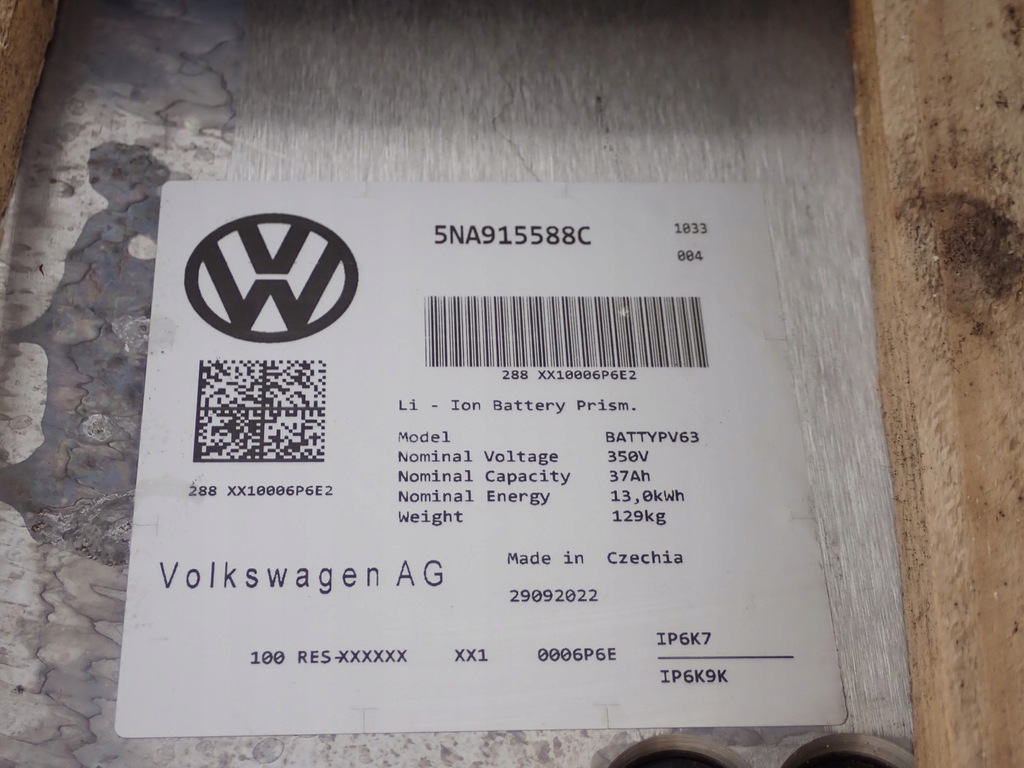 5NA915588C
1033
004
288 XX10006P6E2
Li - Ion Battery Prism.
Model BATTYPV63
Nominal Voltage 350V
Nominal Capacity 37Ah
Nominal Energy 13,0kWh
Weight 129kg
288 XX10006P6E2
Made in Czechia
Volkswagen AG
29092022
100 RES-XXXXXX XX1 0006P6E
IP6K7
IP6K9K